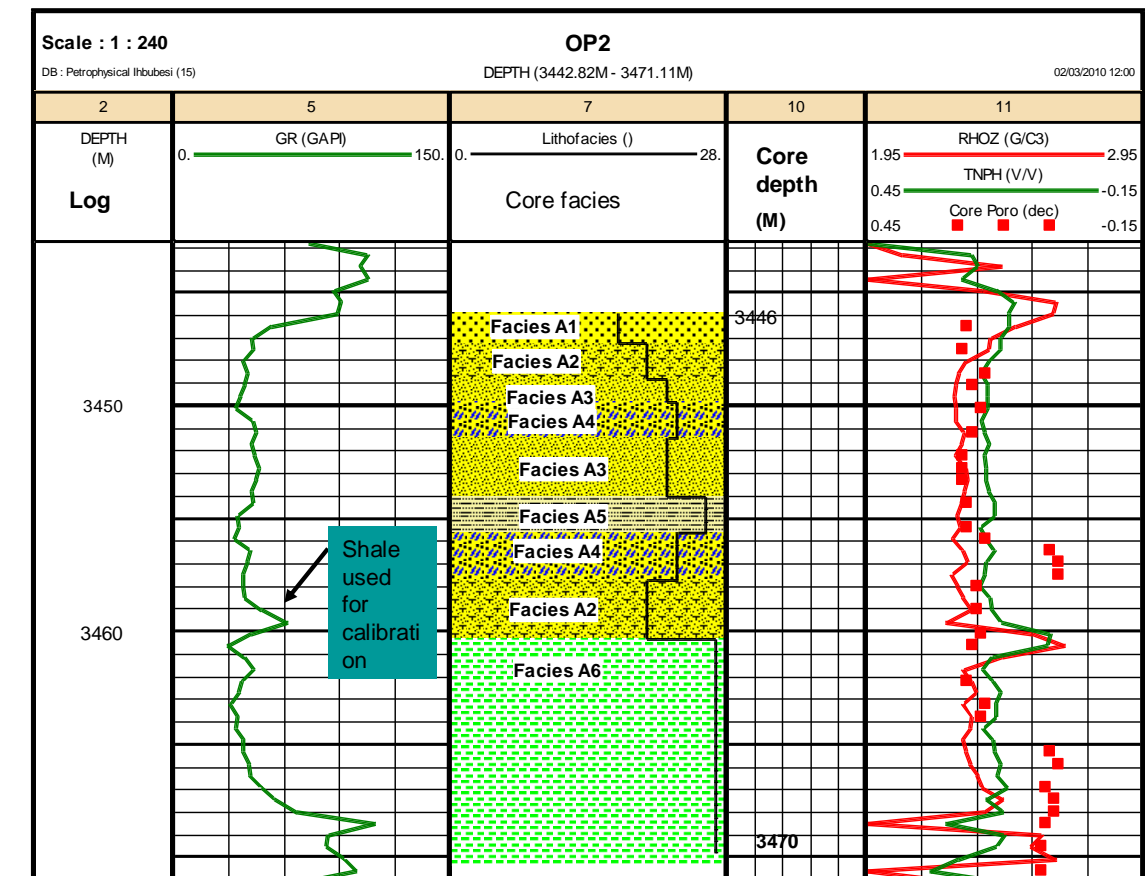 Scale : 1 : 240
OP2
DB : Petrophysical Ihbubesi (15)
DEPTH (3442.82M - 3471.11M)
02/03/2010 12:00
2
5
7
10
11
DEPTH
(M)
Log
GR (GAPI)
0.
150.
Lithofacies ()
0.
28.
Core facies
Core
depth
(M)
RHOZ (G/C3)
1.95
2.95
TNPH (V/V)
0.45
-0.15
Core Poro (dec)
0.45
-0.15
3446
Facies A1
Facies A2
Facies A3
3450
Facies A4
Facies A3
Facies A5
Shale
used
for
calibrati
on
Facies A4
Facies A2
3460
Facies A6
3470